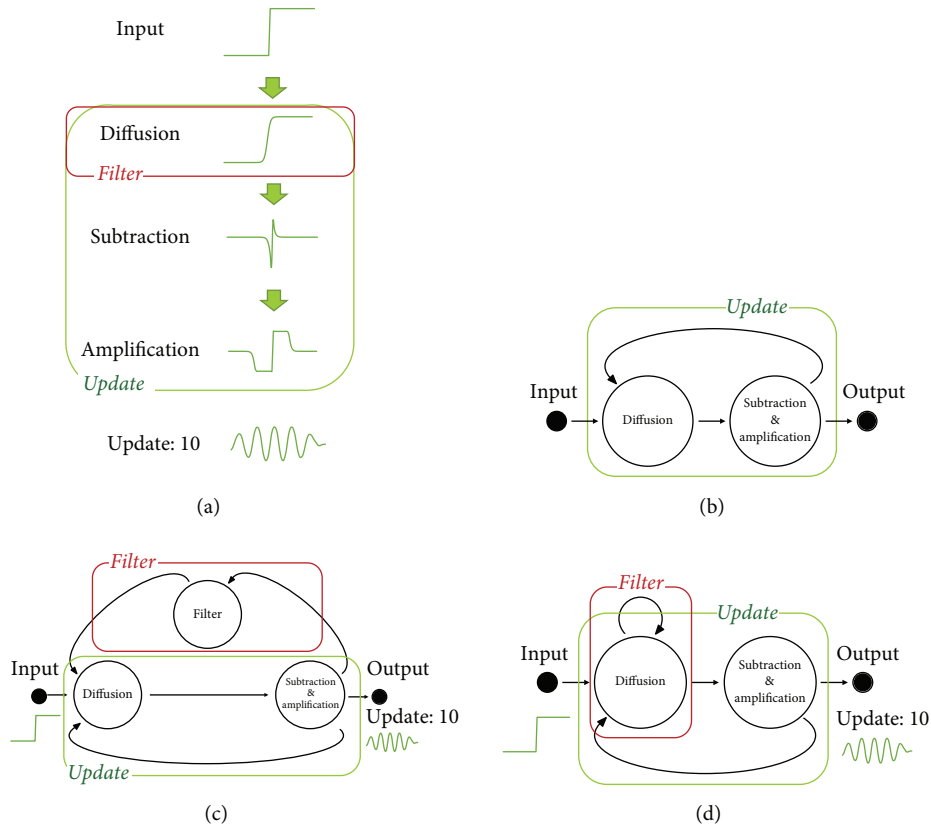 Input
Diffusion
Filter
Subtraction
Amplification
Update
Update: 10
(a)
Update
Input
Output
Diffusion
Subtraction
&
amplification
(b)
Filter
Filter
Input
Output
Diffusion
Subtraction
&
amplification
Update: 10
Update
(c)
Filter
Update
Input
Output
Diffusion
Subtraction
&
amplification
Update: 10
(d)